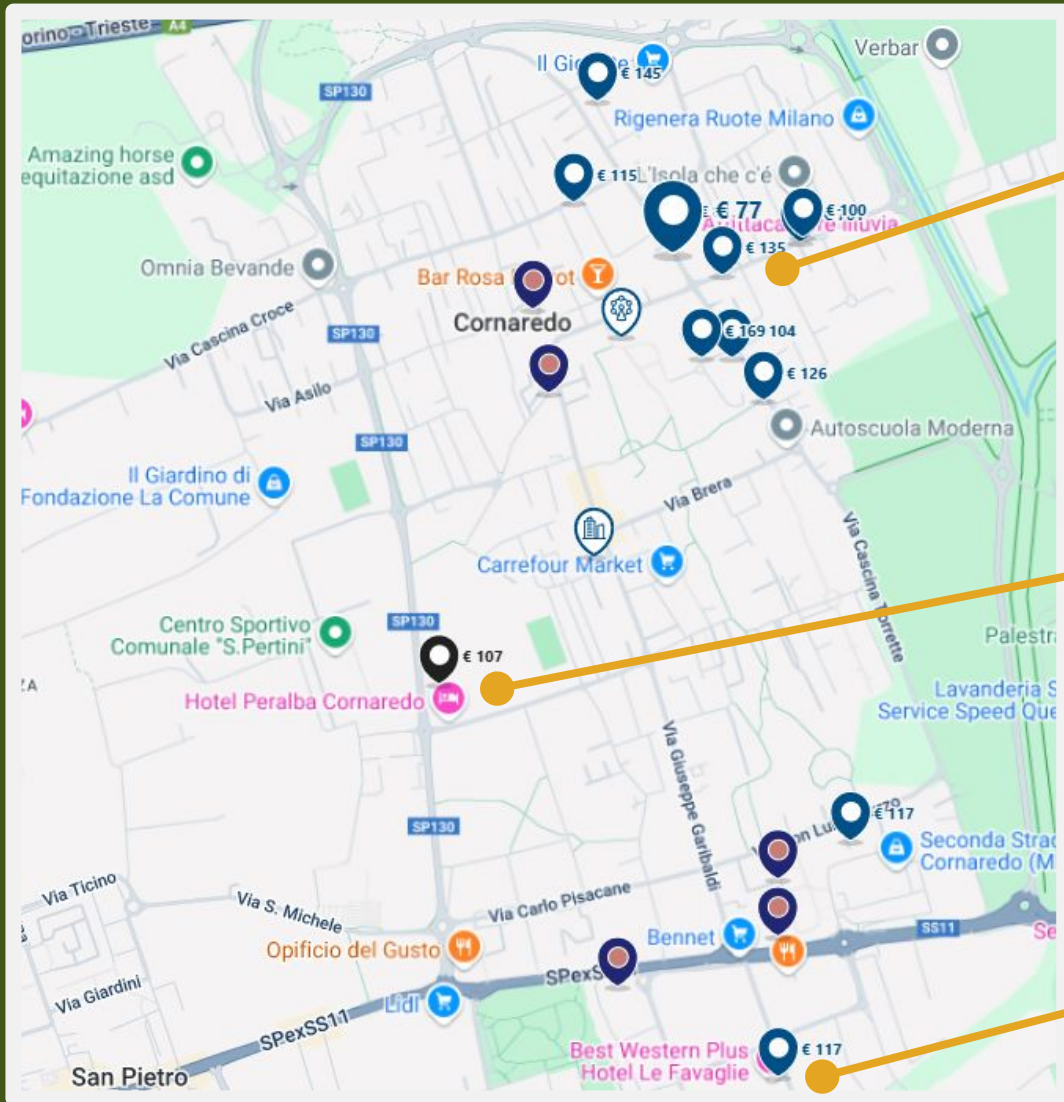 orino - Trieste
A4
Verbar
€ 145
SP130
Rigenera Ruote Milano
Amazing horse
equitazione asd
€ 115
L'Isola che c'é
€ 77
€ 100
€ 135
Omnia Bevande
Bar Rosa
Cornaredo
Via Cascina Croce
SP130
€ 169
104
€ 126
Via Asilo
SP130
Autoscuola Moderna
Il Giardino di
Fondazione La Comune
Via Brera
Via Cascina Torrette
Carrefour Market
SP130
Centro Sportivo
Comunale "S.Pertini"
Palestr
€ 107
Hotel Peralba Cornaredo
Lavanderia S
Service Speed Que
Via Giuseppe Garibaldi
€ 117
SP130
Seconda Strad
Cornaredo (M
Via Ticino
Via S. Michele
Via Carlo Pisacane
Bennet
SS11
Se
Opificio del Gusto
Via Giardini
Lidl
SPexSS11
€ 117
Best Western Plus
Hotel Le Favaglie
San Pietro